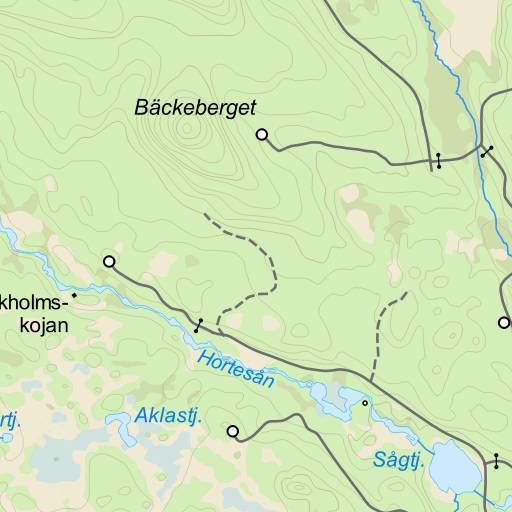 Bäckeberget
kholms-
kojan
Hortesån
Aklastj.
rtj.
Sågtj.